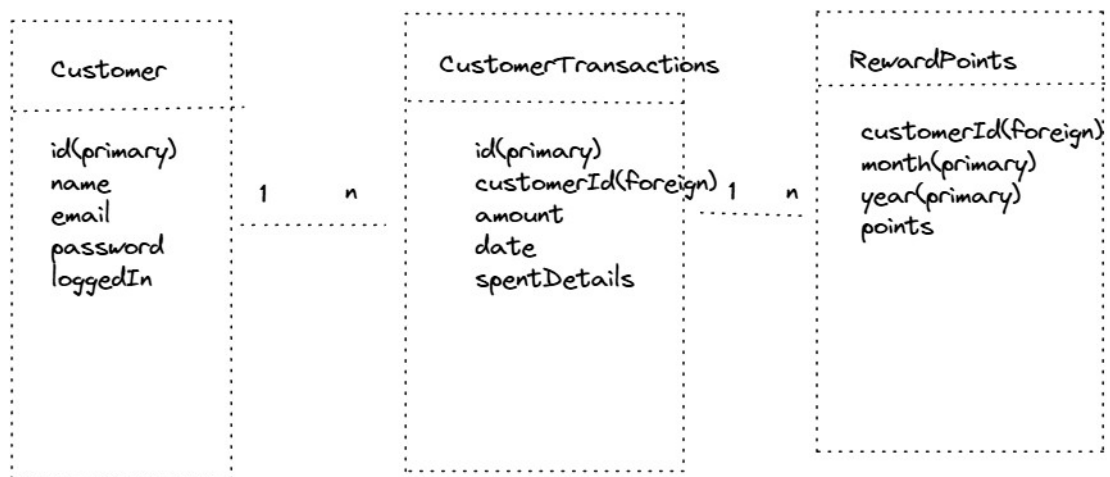 Customer
id(primary)
name
email
password
loggedIn
1 n
CustomerTransactions
id(primary)
customerId(foreign)
amount
date
spentDetails
1 n
RewardPoints
customerId(foreign)
month(primary)
year(primary)
points